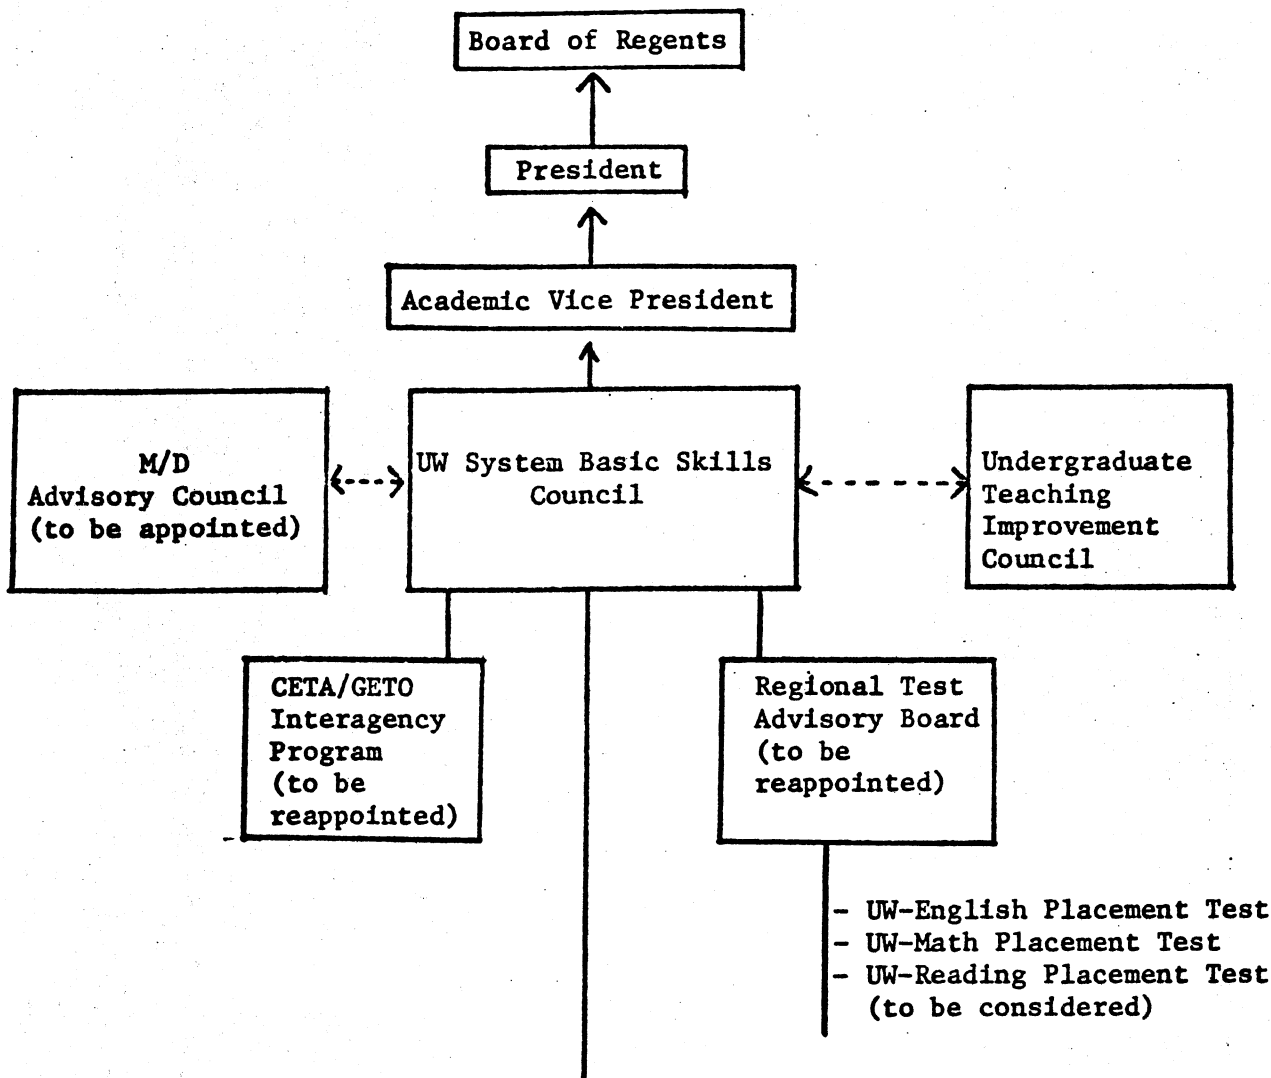 Board of Regents
President
Academic Vice President
M/D
Advisory Council
(to be appointed)
UW System Basic Skills
Council
Undergraduate
Teaching
Improvement
Council
CETA/GETO
Interagency
Program
(to be
reappointed)
Regional Test
Advisory Board
(to be
reappointed)
- UW-English Placement Test
- UW-Math Placement Test
- UW-Reading Placement Test
(to be considered)